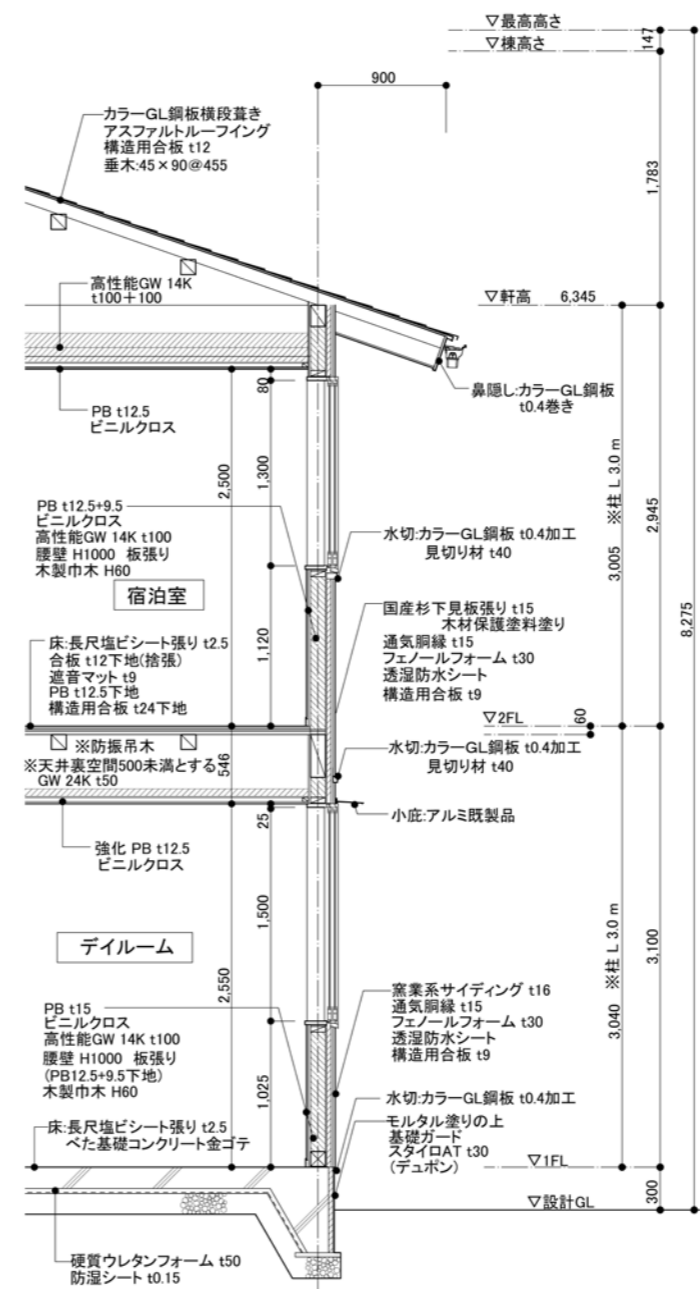 ▽最高高さ
147
▽棟高さ
900
カラーGL鋼板横段葺き
アスファルトルーフイング
構造用合板 t12
垂木:45×90@455
1,783
高性能GW 14K
t100+100
▽軒高 6,345
鼻隠し:カラーGL鋼板
t0.4巻き
PB t12.5
ビニルクロス
80
2,500
1,300
※柱 L 3.0 m
3,005
2,945
8,275
PB t12.5+9.5
ビニルクロス
高性能GW 14K t100
腰壁 H1000 板張り
木製巾木 H60
水切:カラーGL鋼板 t0.4加工
見切り材 t40
宿泊室
国産杉下見板張り t15
木材保護塗料塗り
通気胴縁 t15
フェノールフォーム t30
透湿防水シート
構造用合板 t9
1,120
床:長尺塩ビシート張り t2.5
合板 t12下地(捨張)
遮音マット t9
PB t12.5下地
構造用合板 t24下地
▽2FL
60
※防振吊木
※天井裏空間500未満とする
GW 24K t50
546
水切:カラーGL鋼板 t0.4加工
見切り材 t40
小庇:アルミ既製品
25
強化 PB t12.5
ビニルクロス
1,500
デイルーム
2,550
※柱 L 3.0 m
3,040
3,100
PB t15
ビニルクロス
高性能GW 14K t100
腰壁 H1000 板張り
(PB12.5+9.5下地)
木製巾木 H60
窯業系サイディング t16
通気胴縁 t15
フェノールフォーム t30
透湿防水シート
構造用合板 t9
1,025
水切:カラーGL鋼板 t0.4加工
モルタル塗りの上
基礎ガード
スタイロAT t30
(デュポン)
床:長尺塩ビシート張り t2.5
べた基礎コンクリート金ゴテ
▽1FL
300
▽設計GL
硬質ウレタンフォーム t50
防湿シート t0.15